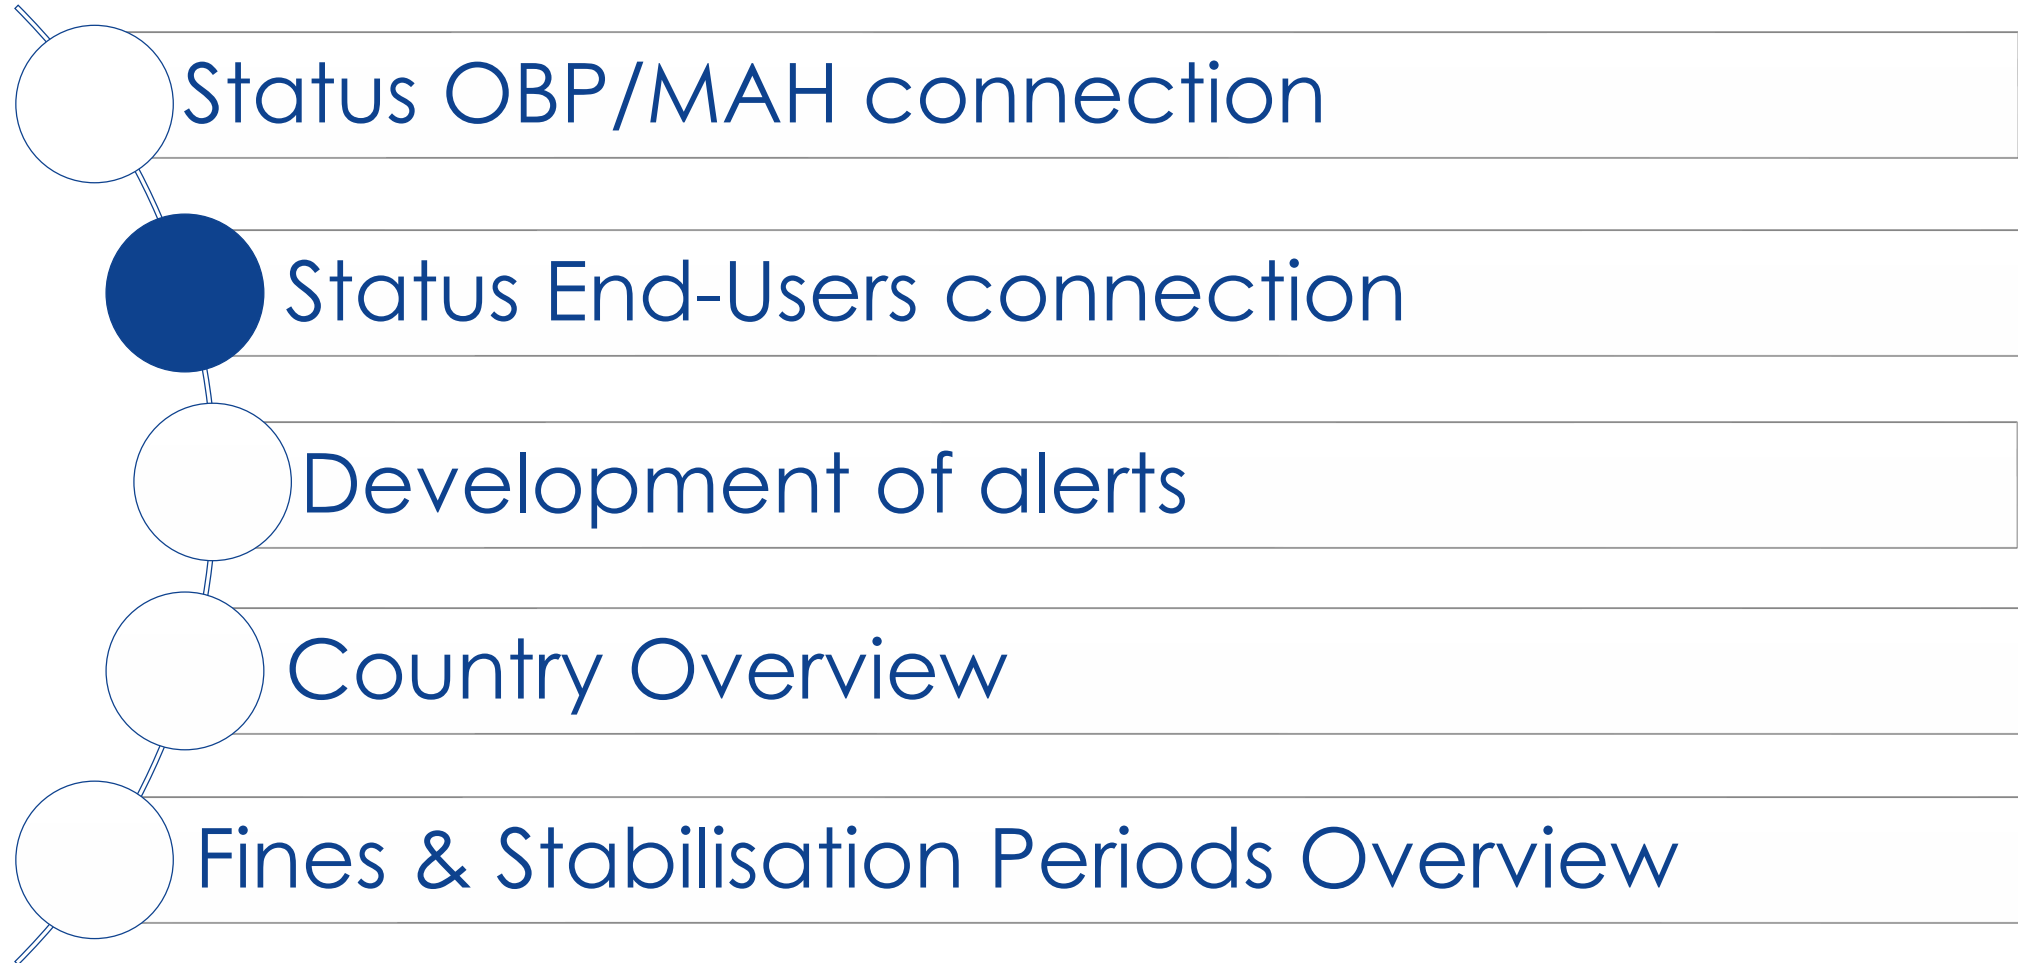 Status OBP/MAH connection
Status End-Users connection
Development of alerts
Country Overview
Fines & Stabilisation Periods Overview